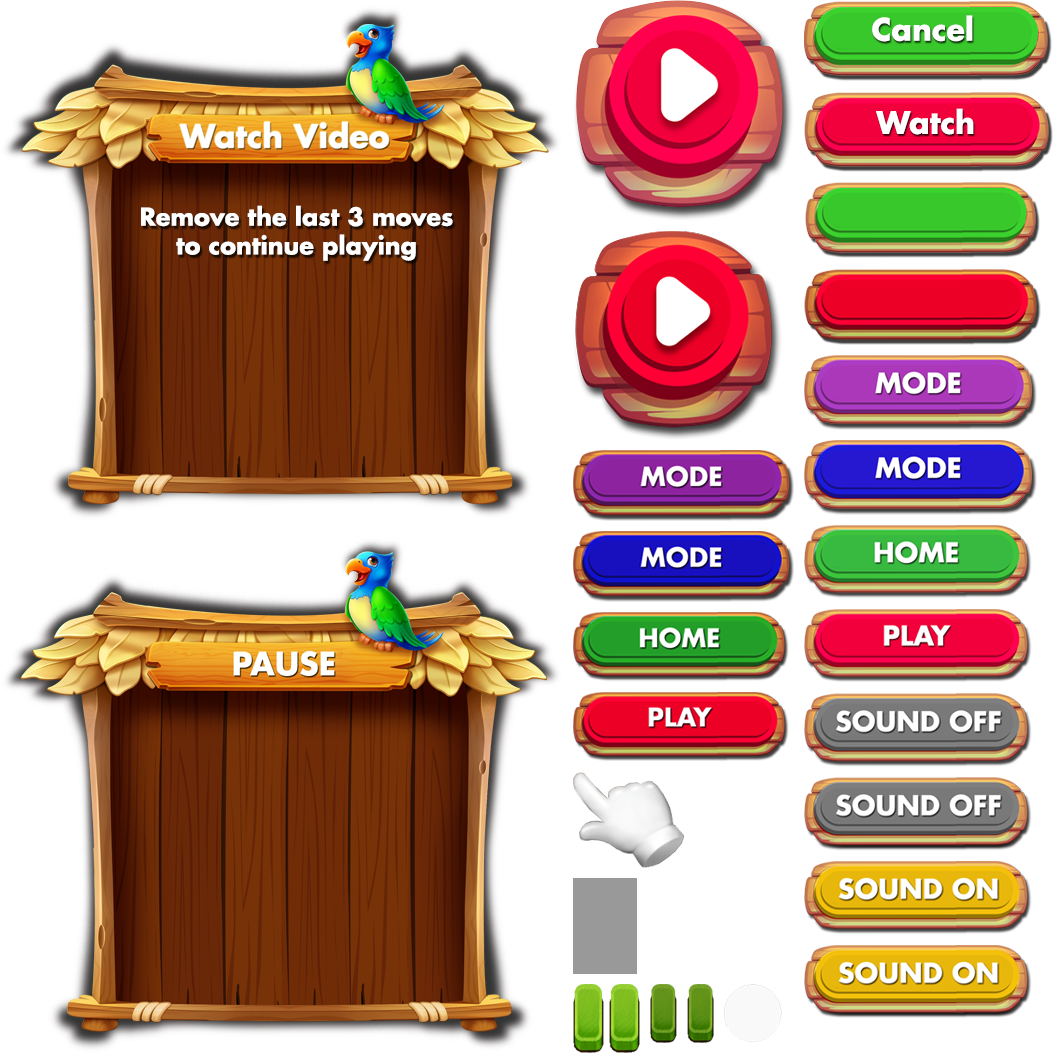 Watch Video
Remove the last 3 moves
to continue playing
PAUSE
MODE
MODE
HOME
PLAY
Cancel
Watch
MODE
MODE
HOME
PLAY
SOUND OFF
SOUND OFF
SOUND ON
SOUND ON